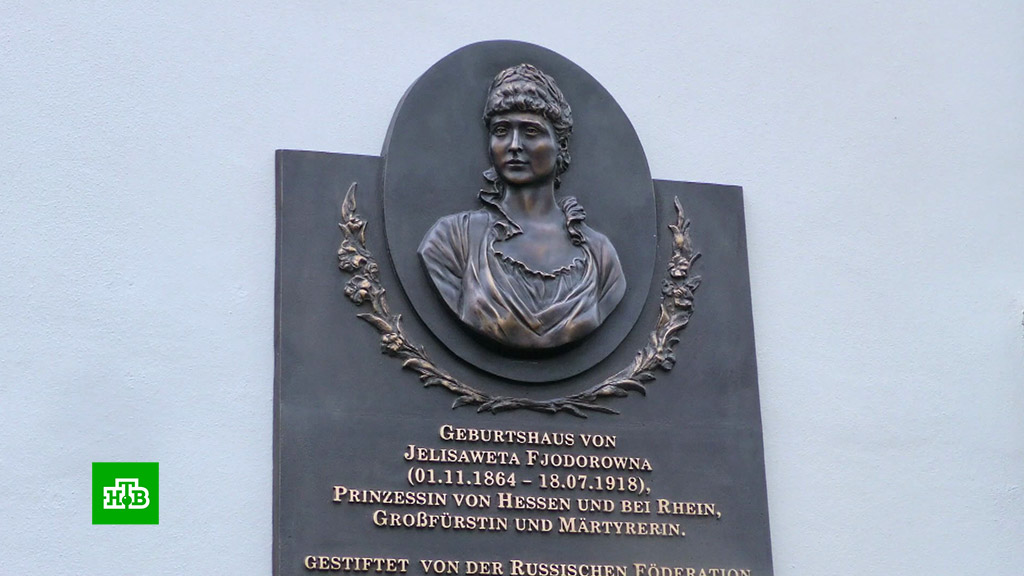 GEBURTSHAUS VON
JELISAWETA FJODOROWNA
(01.11.1864 – 18.07.1918),
PRINZESSIN VON HESSEN UND BEI RHEIN,
GROßFÜRSTIN UND MÄRTYRERIN.
GESTIFTET VON DER RUSSISCHEN FÖDERATION
НТВ